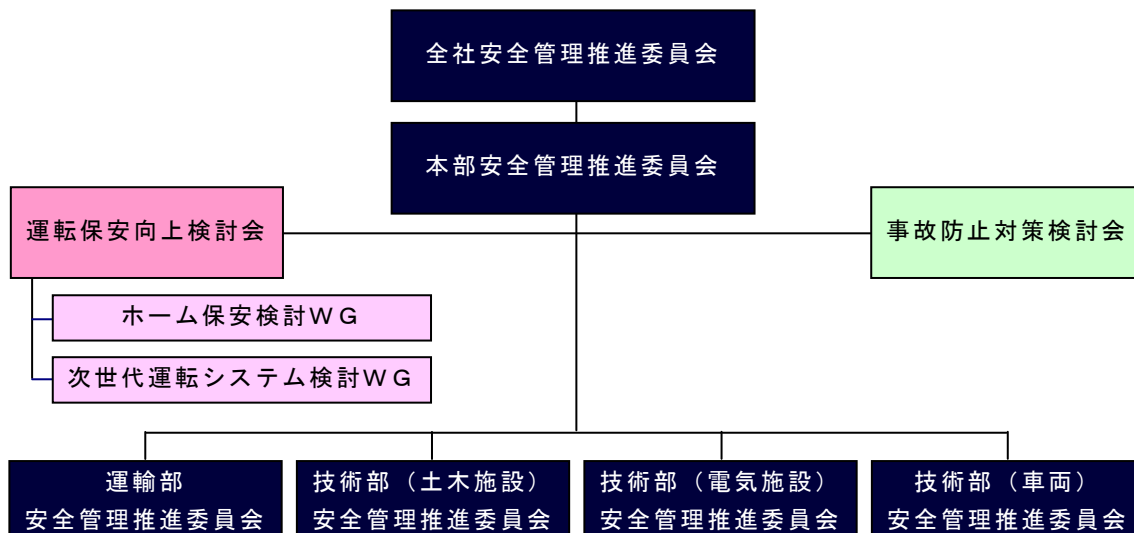 全社安全管理推進委員会
本部安全管理推進委員会
運転保安向上検討会
事故防止対策検討会
ホーム保安検討ＷＧ
次世代運転システム検討ＷＧ
運輸部
安全管理推進委員会
技術部（土木施設）
安全管理推進委員会
技術部（電気施設）
安全管理推進委員会
技術部（車両）
安全管理推進委員会